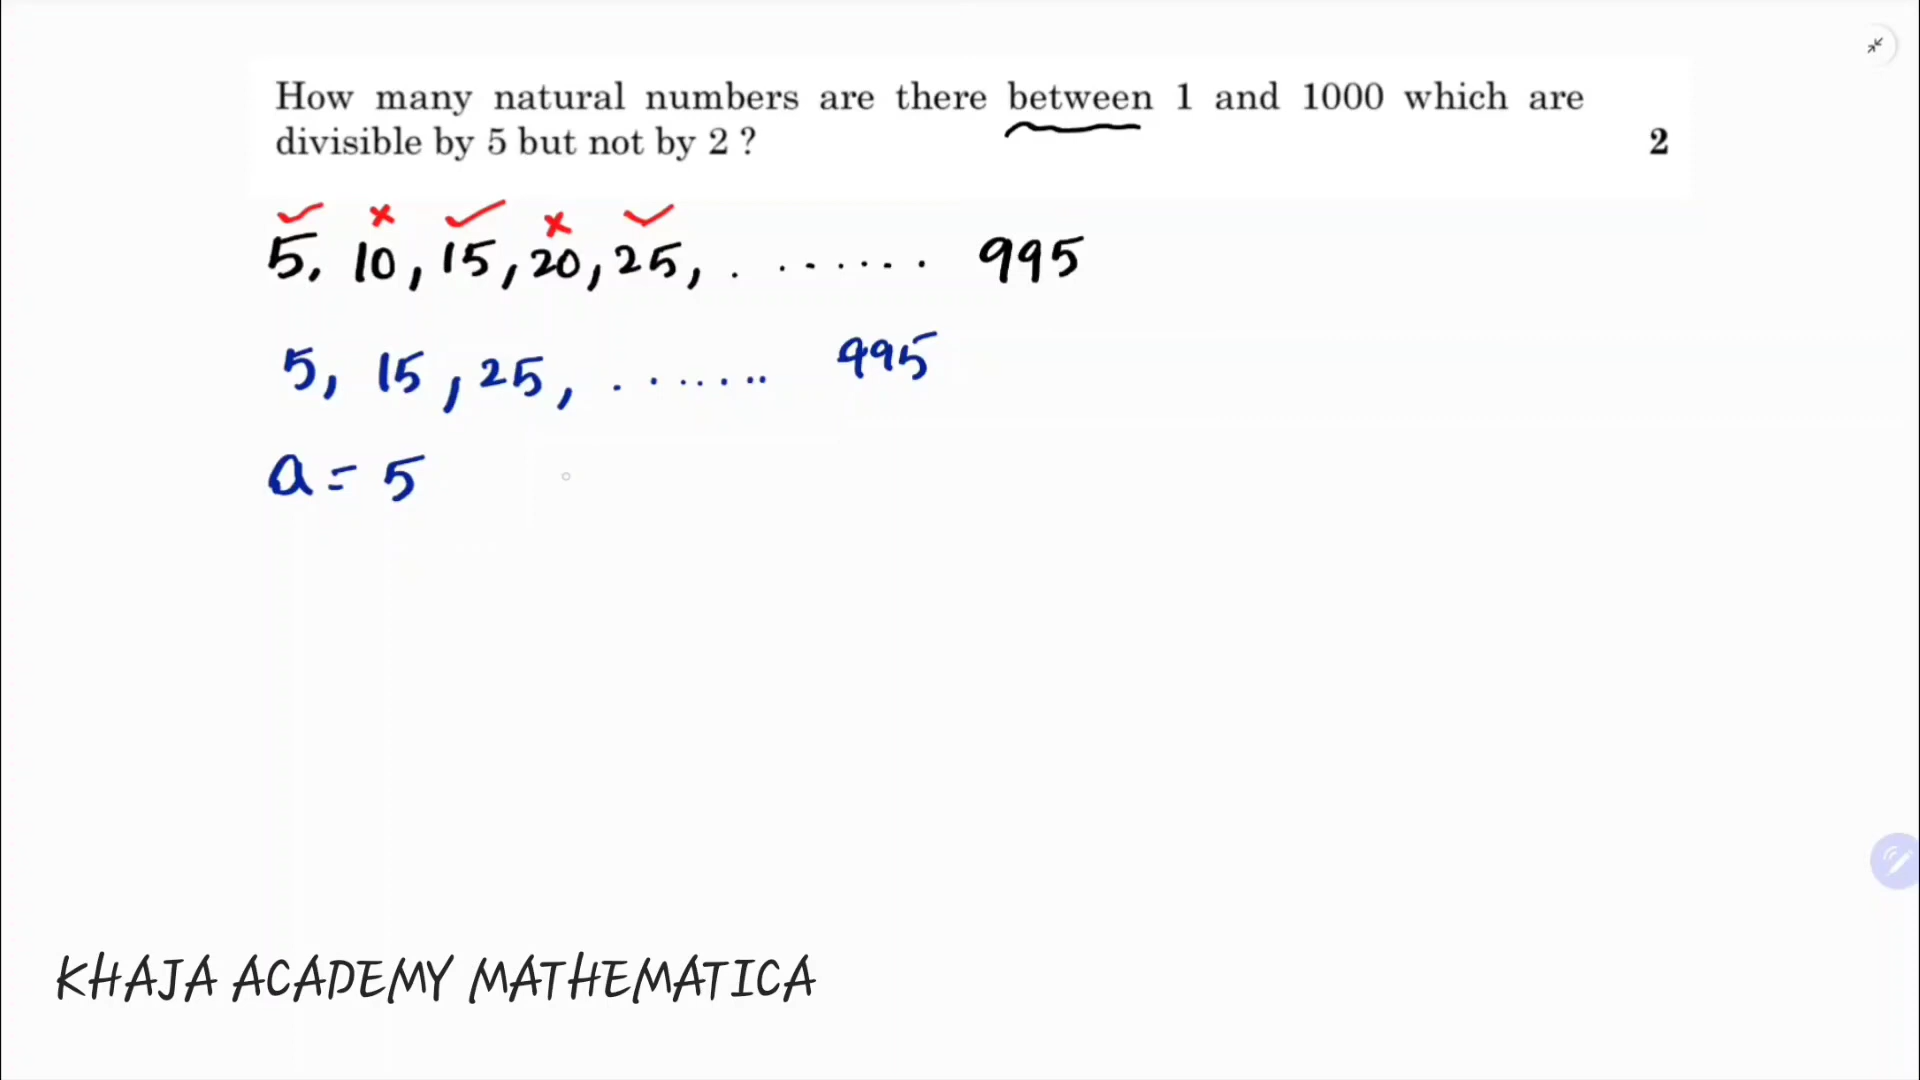 How many natural numbers are there between 1 and 1000 which are
divisible by 5 but not by 2 ? 2
5, 10, 15, 20, 25, . ....... 995
5, 15, 25, ....... 995
a = 5
KHAJA ACADEMY MATHEMATICA